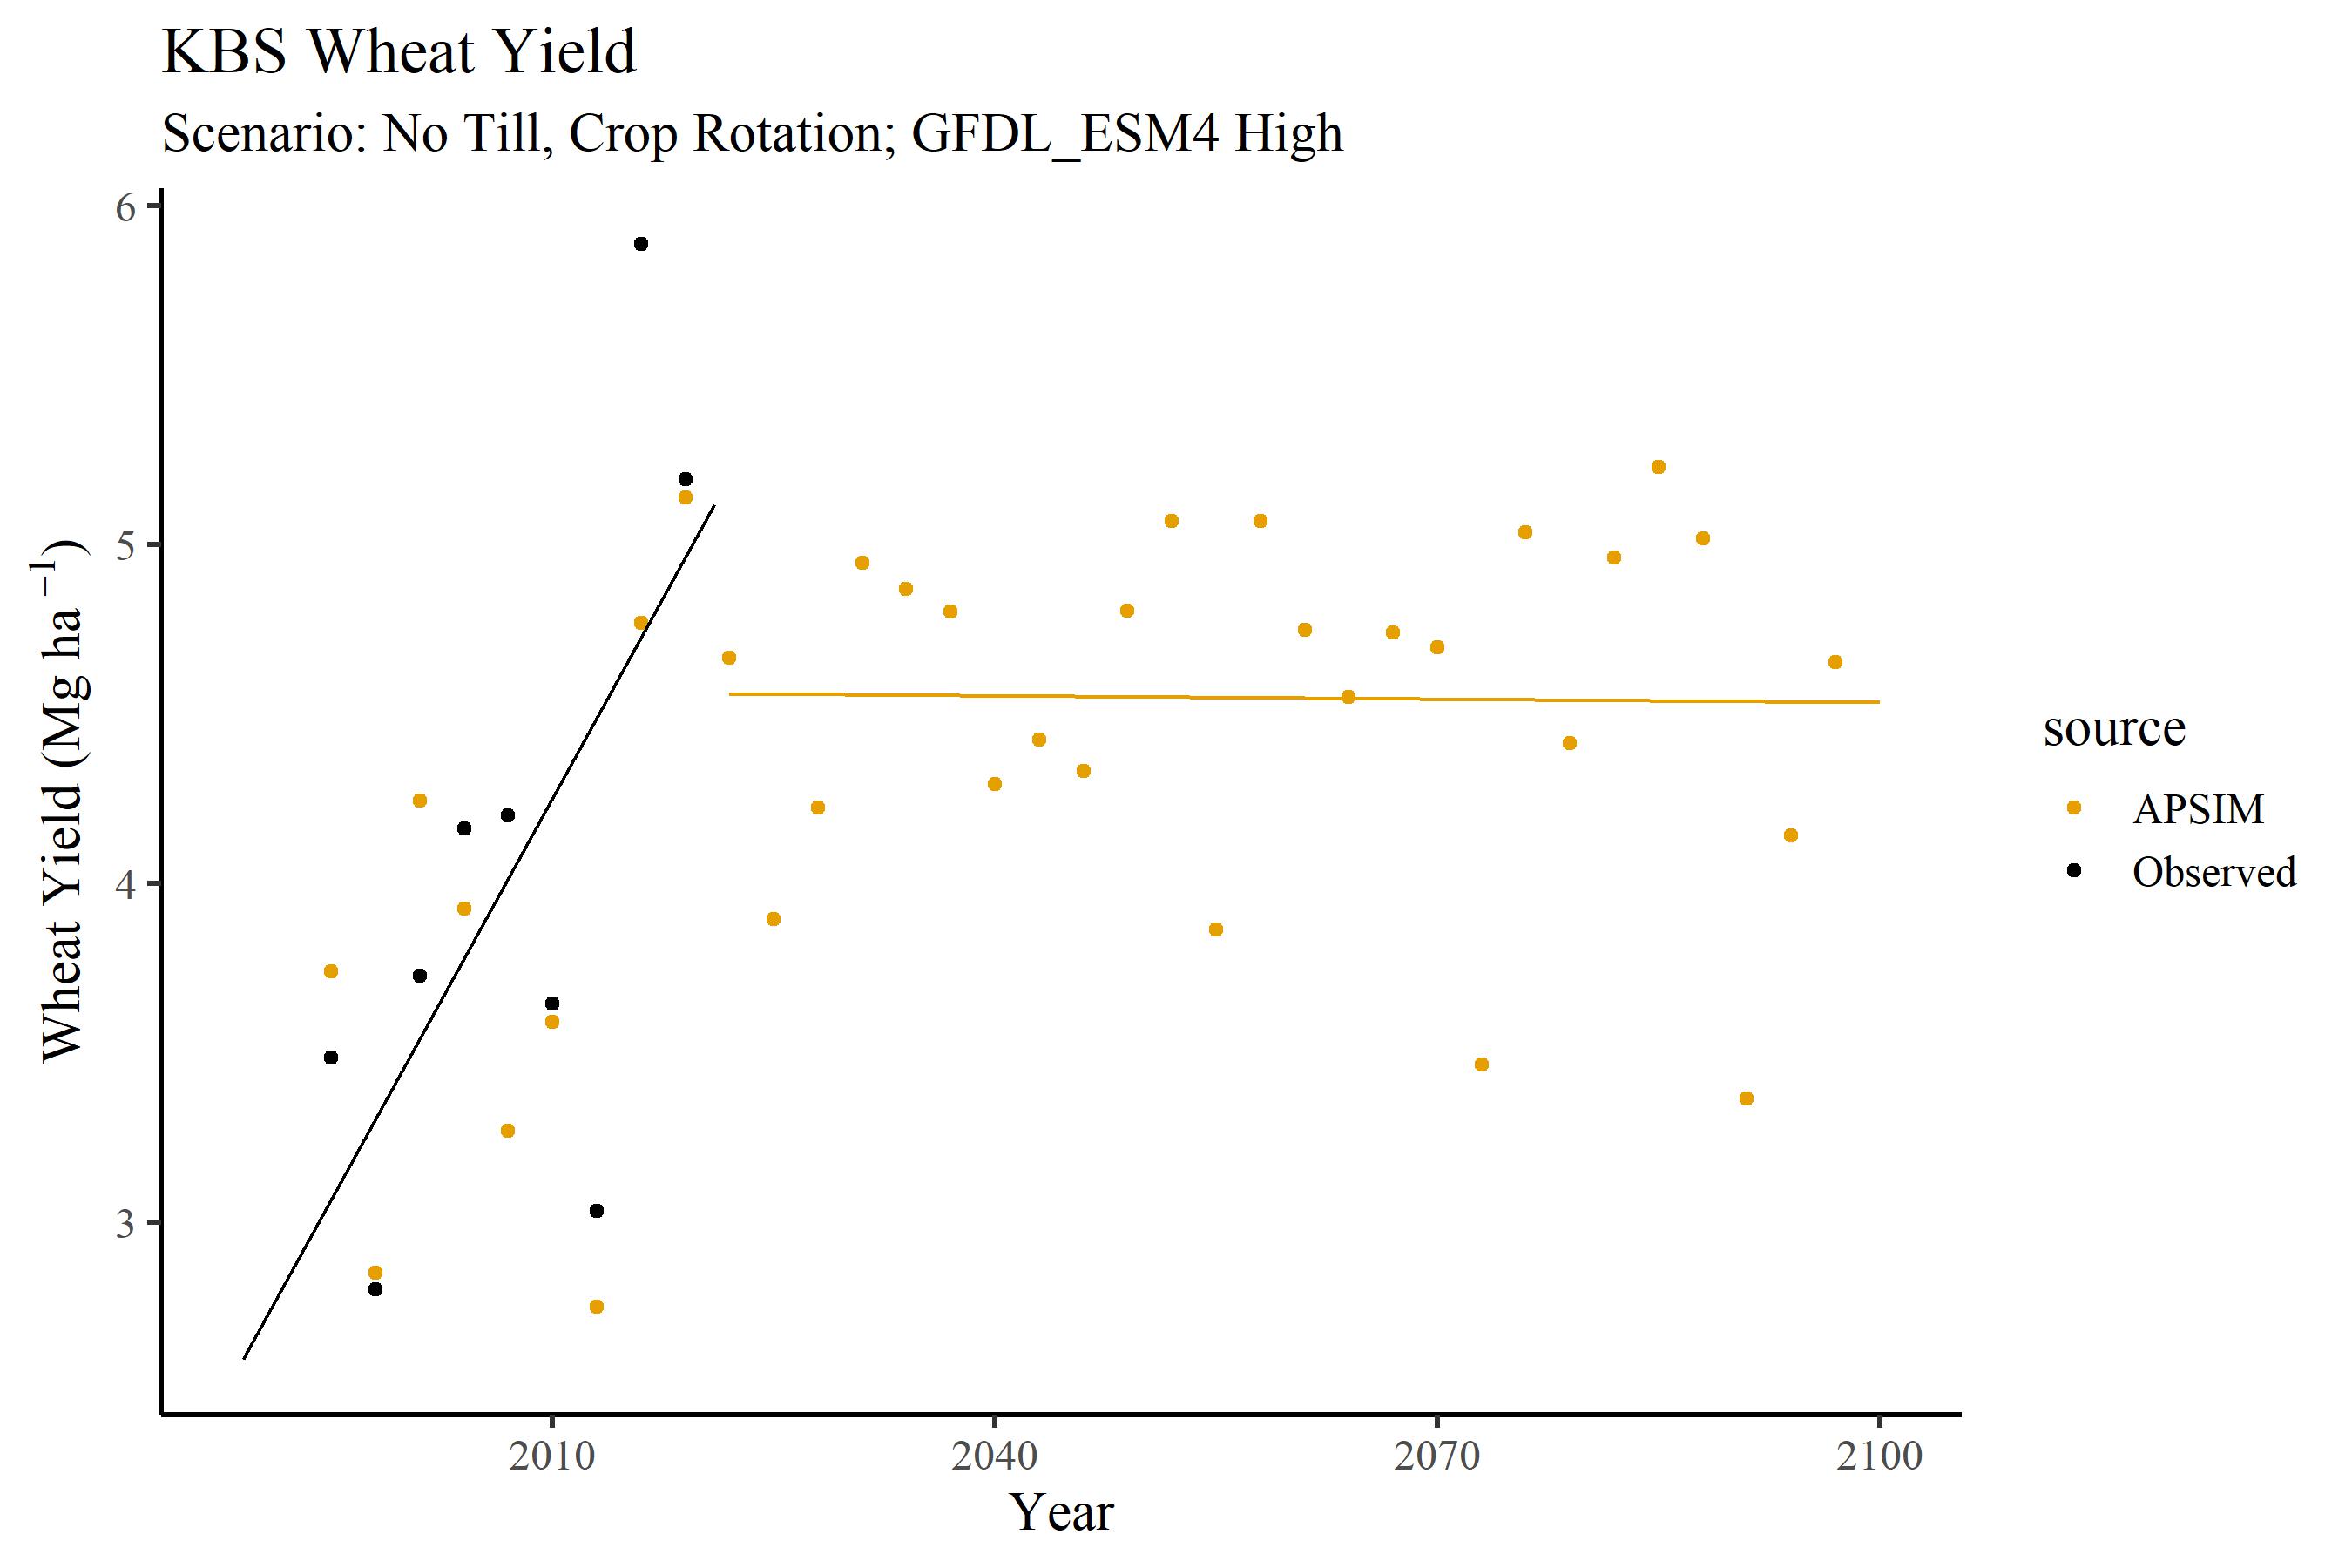 KBS Wheat Yield
Scenario: No Till, Crop Rotation; GFDL_ESM4 High
Wheat Yield (Mg ha⁻¹)
6
5
4
3
2010 2040 2070 2100
Year
source
APSIM
Observed